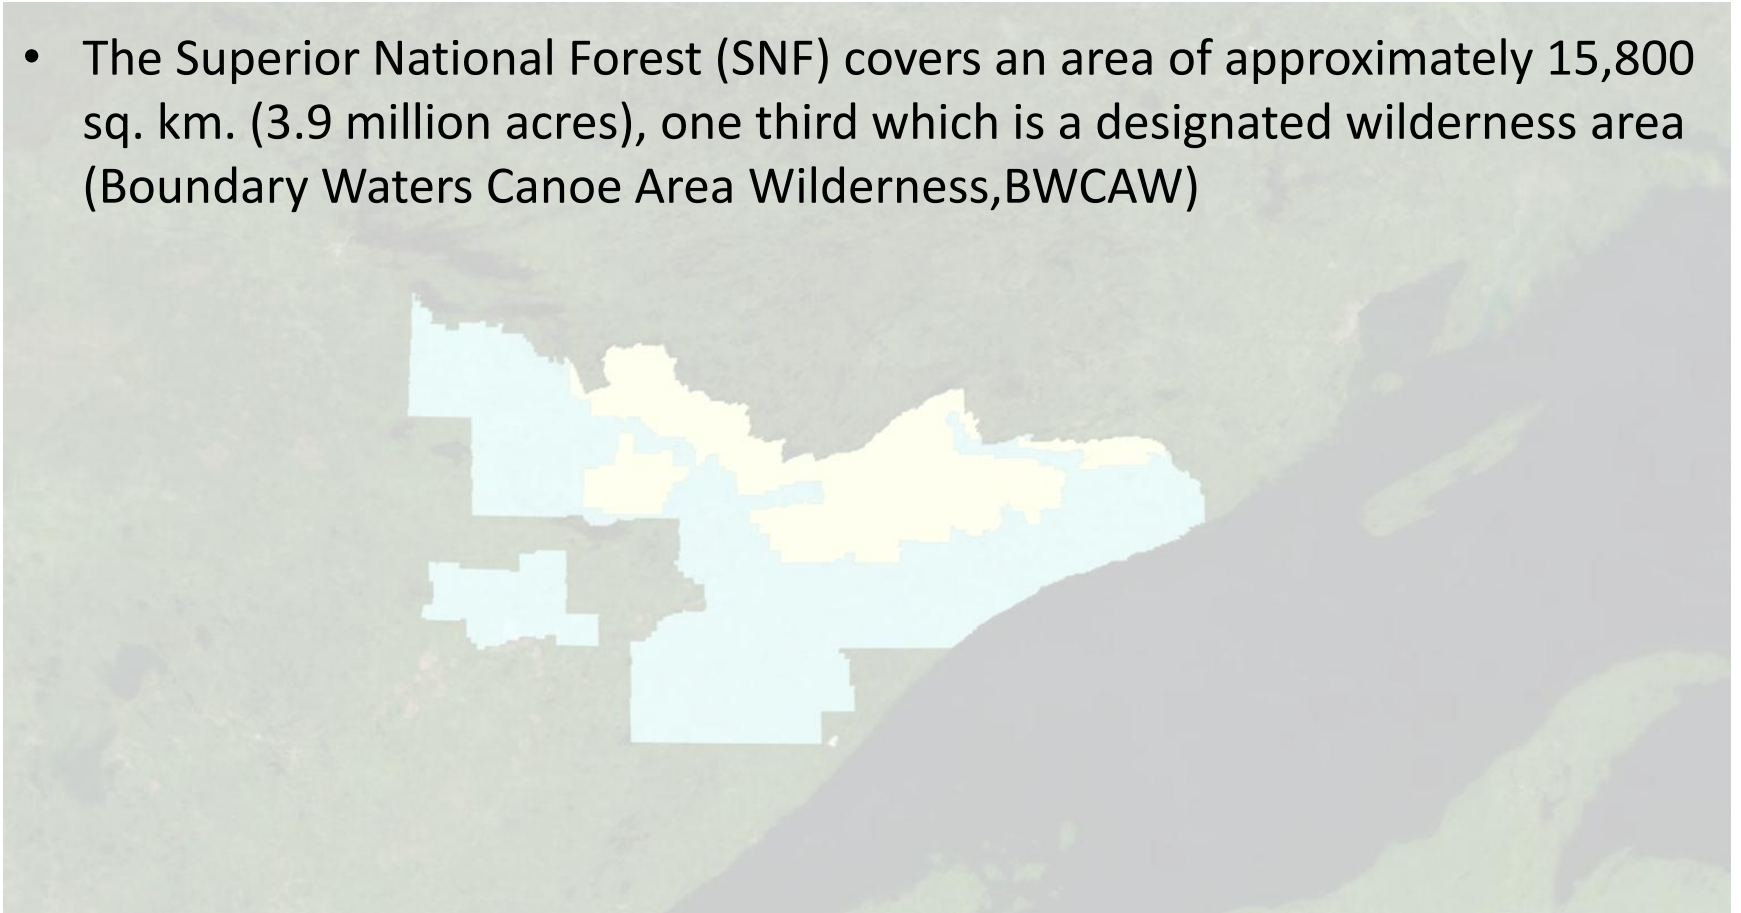 • The Superior National Forest (SNF) covers an area of approximately 15,800
sq. km. (3.9 million acres), one third which is a designated wilderness area
(Boundary Waters Canoe Area Wilderness,BWCAW)